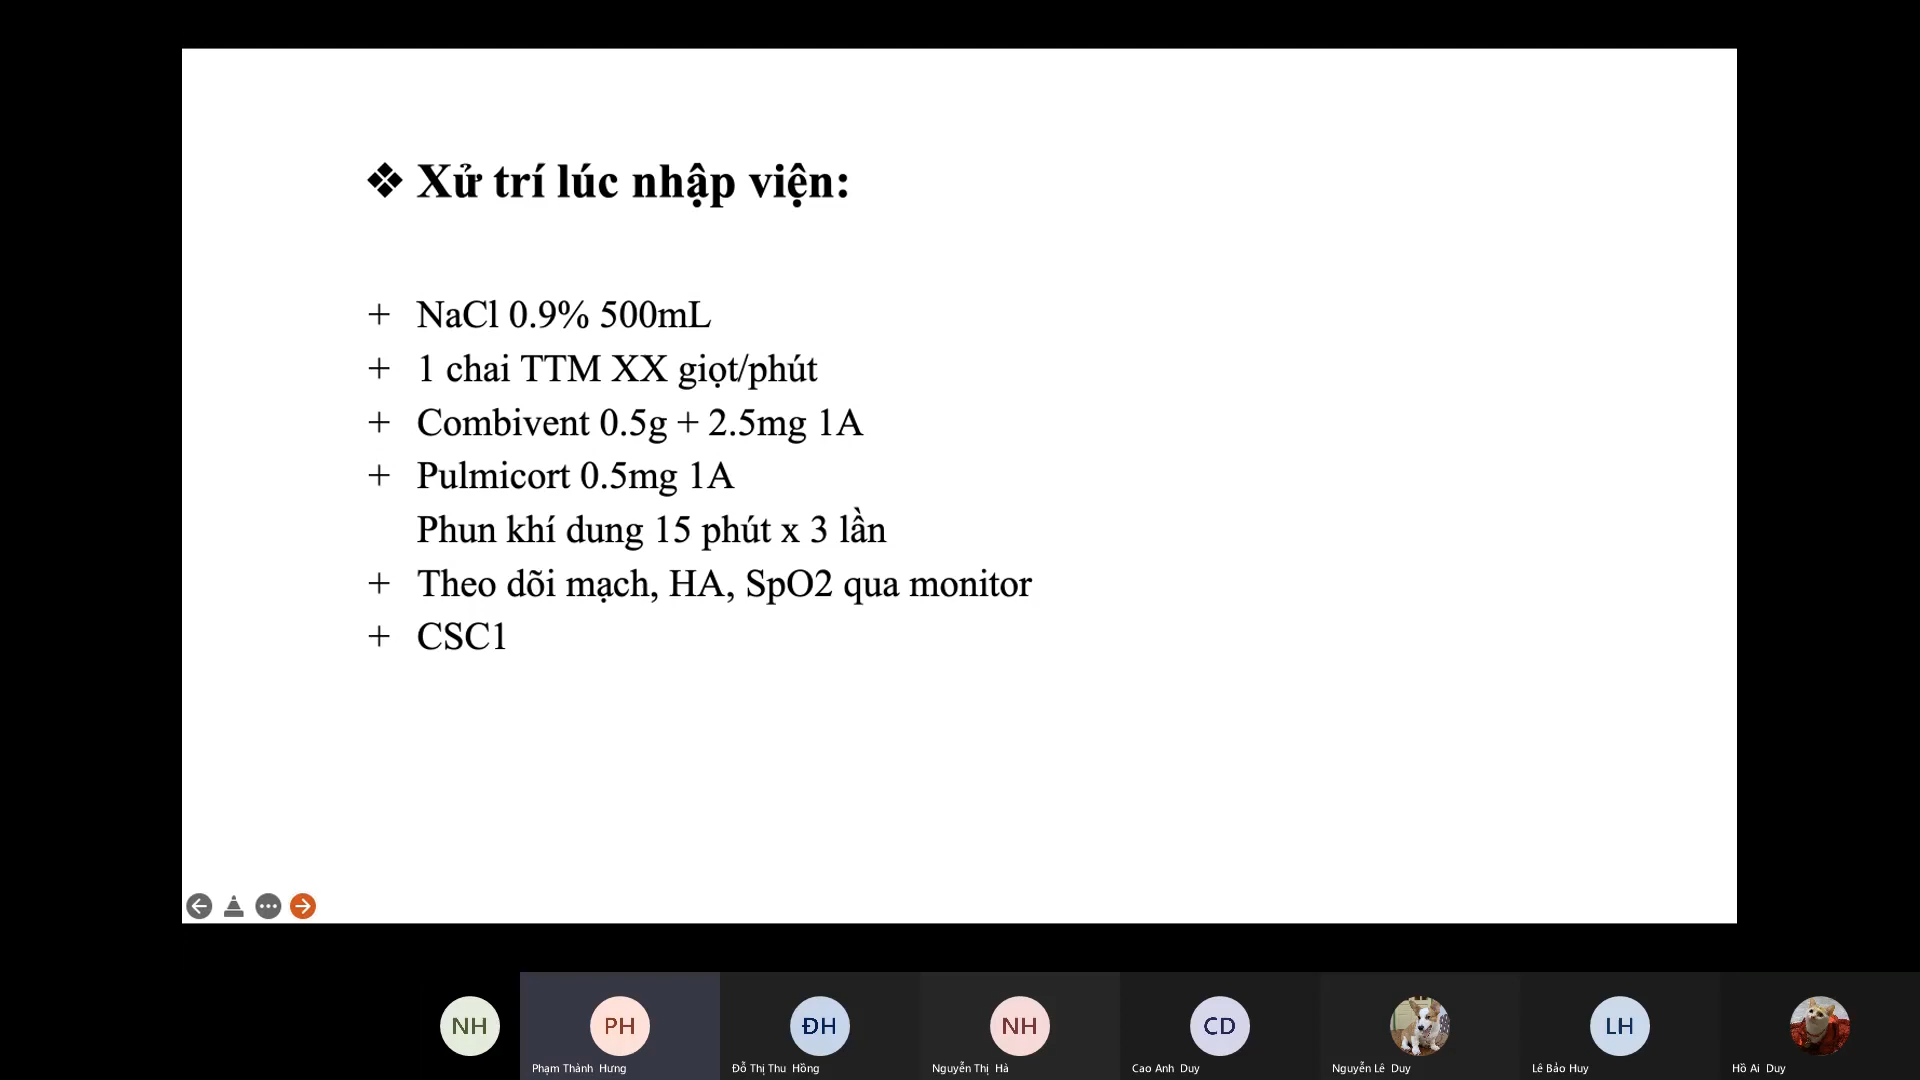 ❖ Xử trí lúc nhập viện:
+ NaCl 0.9% 500mL
+ 1 chai TTM XX giọt/phút
+ Combivent 0.5g + 2.5mg 1A
+ Pulmicort 0.5mg 1A
Phun khí dung 15 phút x 3 lần
+ Theo dõi mạch, HA, SpO2 qua monitor
+ CSC1
NH
PH
ĐH
NH
CD
LH
Phạm Thành Hưng
Đỗ Thị Thu Hồng
Nguyễn Thị Hà
Cao Anh Duy
Nguyễn Lê Duy
Lê Bảo Huy
Hồ Ai Duy